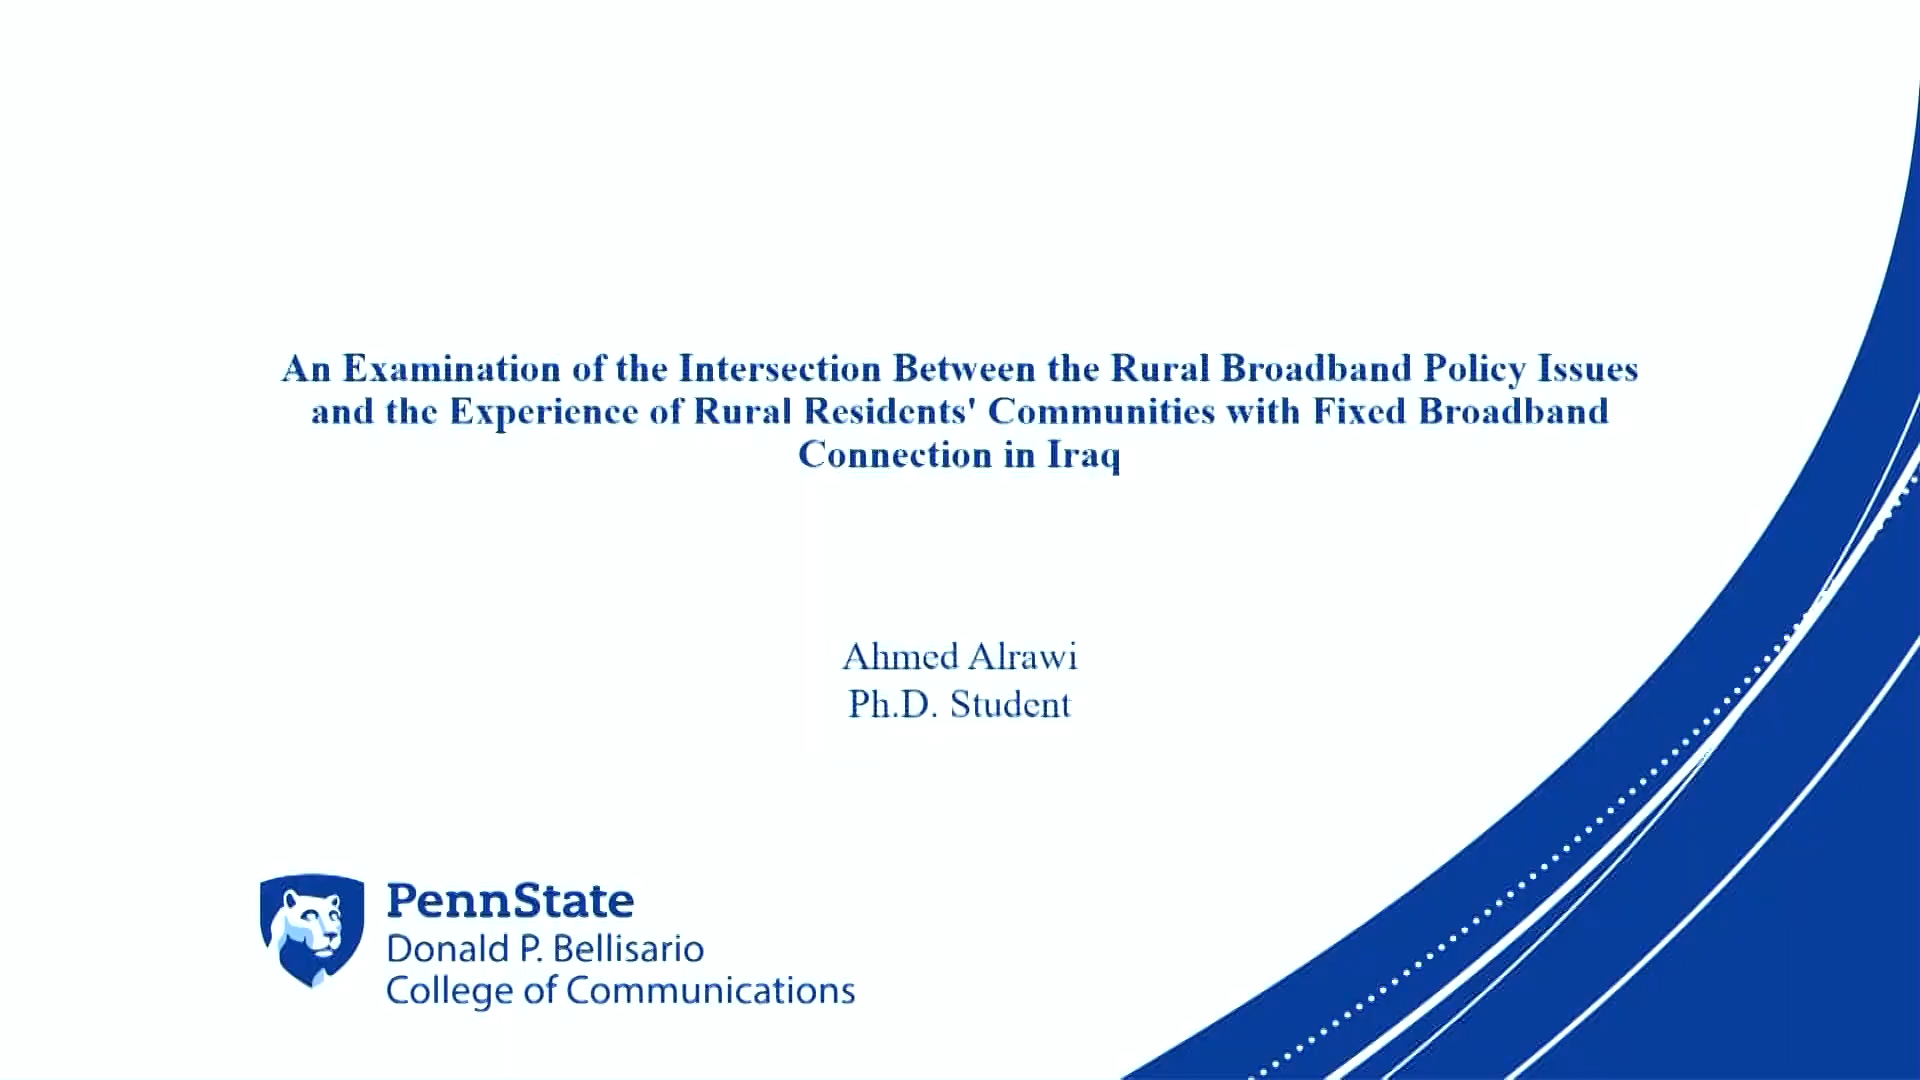 An Examination of the Intersection Between the Rural Broadband Policy Issues
and the Experience of Rural Residents' Communities with Fixed Broadband
Connection in Iraq
Ahmed Alrawi
Ph.D. Student
PennState
Donald P. Bellisario
College of Communications